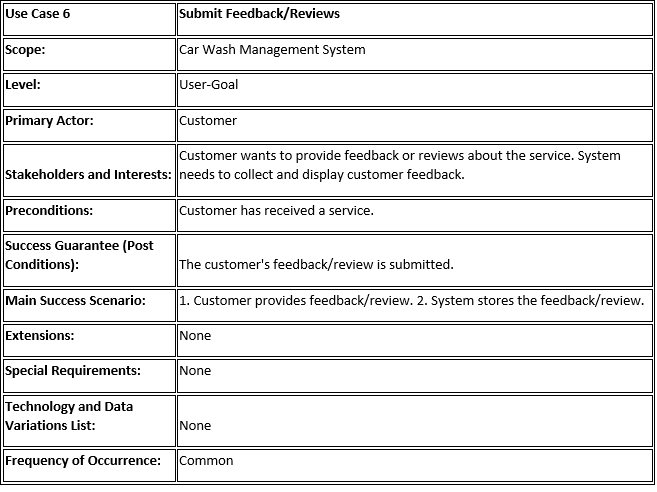 Use Case 6 Submit Feedback/Reviews
Scope: Car Wash Management System
Level: User-Goal
Primary Actor: Customer
Stakeholders and Interests: Customer wants to provide feedback or reviews about the service. System
needs to collect and display customer feedback.
Preconditions: Customer has received a service.
Success Guarantee (Post
Conditions): The customer's feedback/review is submitted.
Main Success Scenario: 1. Customer provides feedback/review. 2. System stores the feedback/review.
Extensions: None
Special Requirements: None
Technology and Data
Variations List: None
Frequency of Occurrence: Common